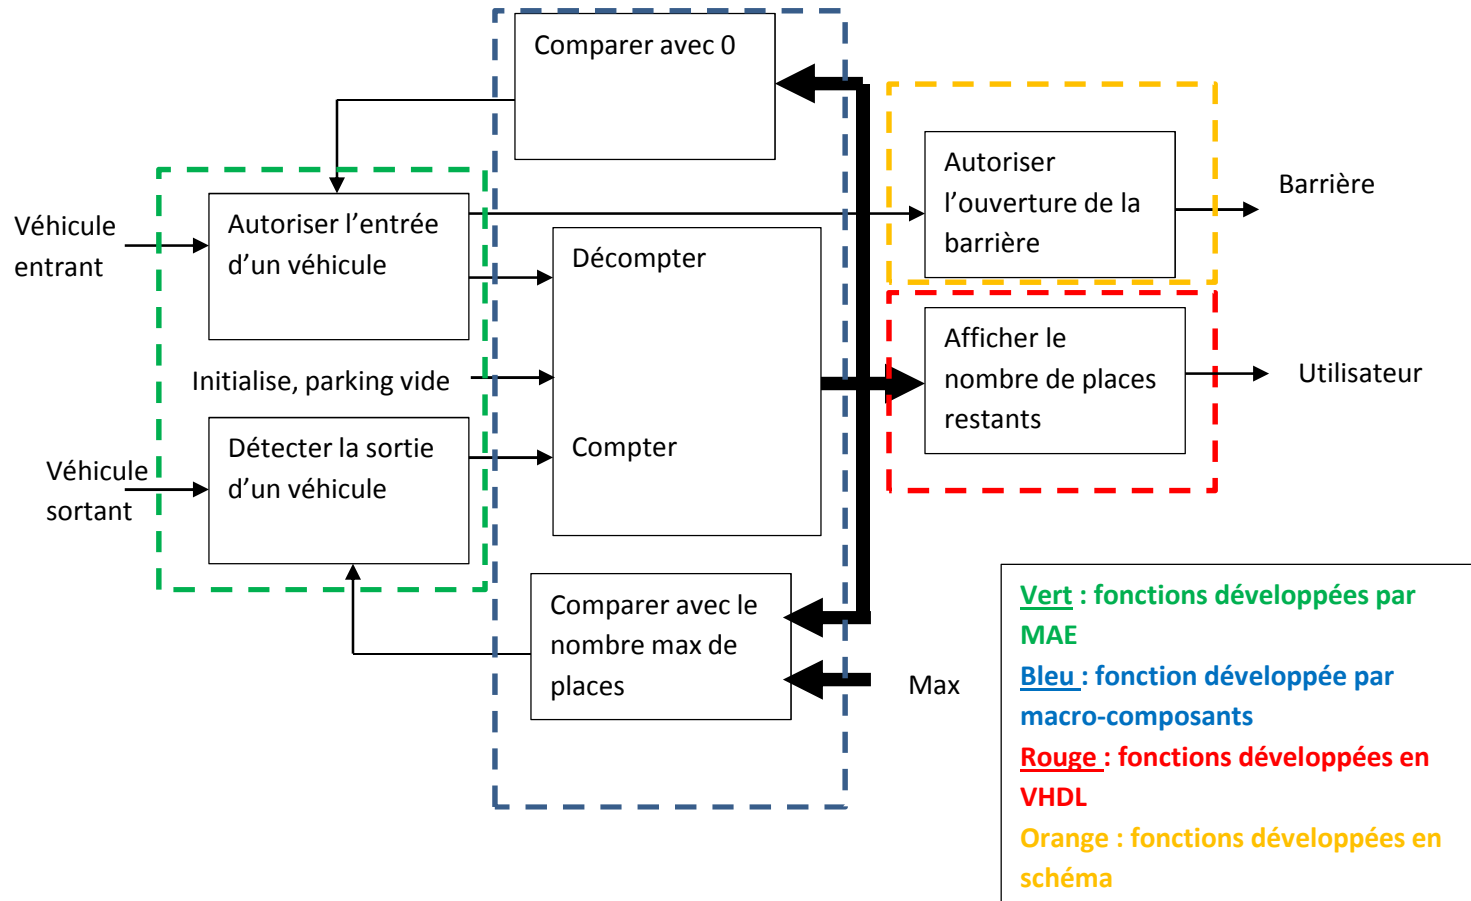 Comparer avec 0
Autoriser
l’ouverture de la
barrière
Barrière
Véhicule
entrant
Autoriser l’entrée
d’un véhicule
Décompter
Initialise, parking vide
Afficher le
nombre de places
restants
Utilisateur
Compter
Véhicule
sortant
Détecter la sortie
d’un véhicule
Comparer avec le
nombre max de
places
Max
Vert : fonctions développées par
MAE
Bleu : fonction développée par
macro-composants
Rouge : fonctions développées en
VHDL
Orange : fonctions développées en
schéma